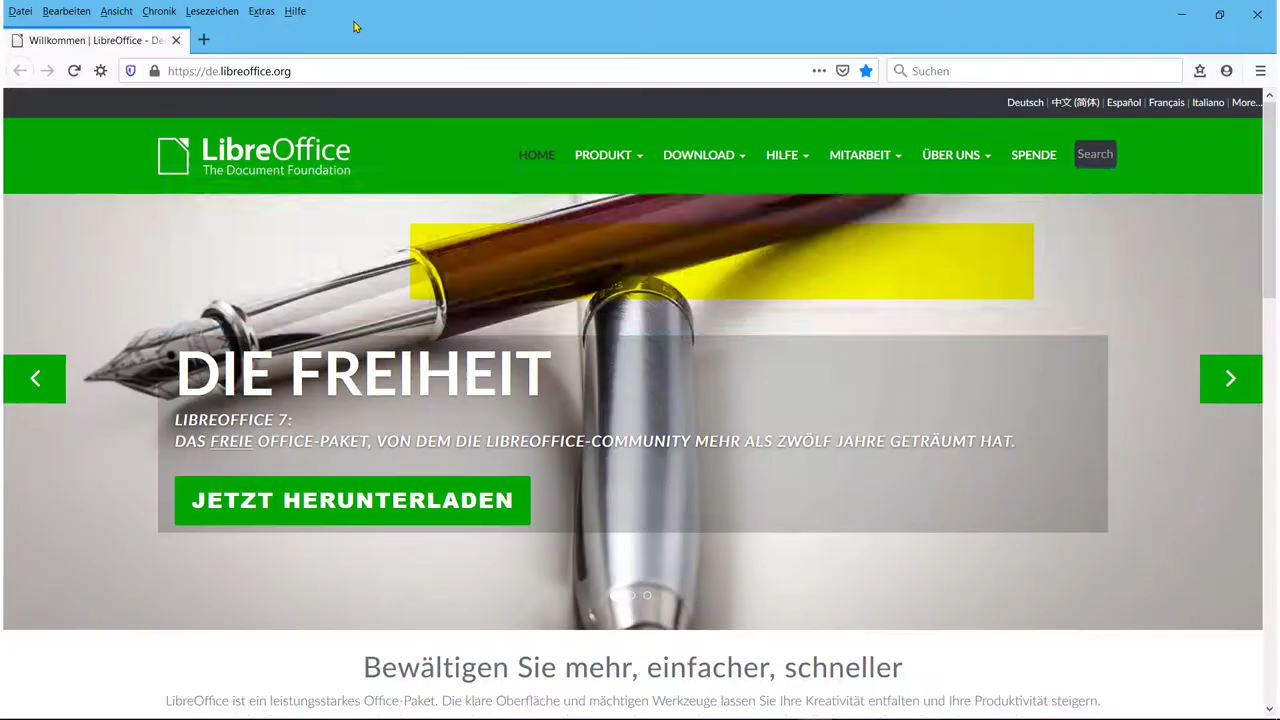 Datei Bearbeiten Ansicht Chronik Lesezeichen Extras Hilfe
Willkommen | LibreOffice - De
https://de.libreoffice.org
Suchen
Deutsch | 中文 (简体) | Español | Français | Italiano | More...
LibreOffice
The Document Foundation
HOME PRODUKT DOWNLOAD HILFE MITARBEIT ÜBER UNS SPENDE Search
DIE FREIHEIT
LIBREOFFICE 7:
DAS FREIE OFFICE-PAKET, VON DEM DIE LIBREOFFICE-COMMUNITY MEHR ALS ZWÖLF JAHRE GETRÄUMT HAT.
JETZT HERUNTERLADEN
Bewältigen Sie mehr, einfacher, schneller
LibreOffice ist ein leistungsstarkes Office-Paket. Die klare Oberfläche und mächtigen Werkzeuge lassen Sie Ihre Kreativität entfalten und Ihre Produktivität steigern.